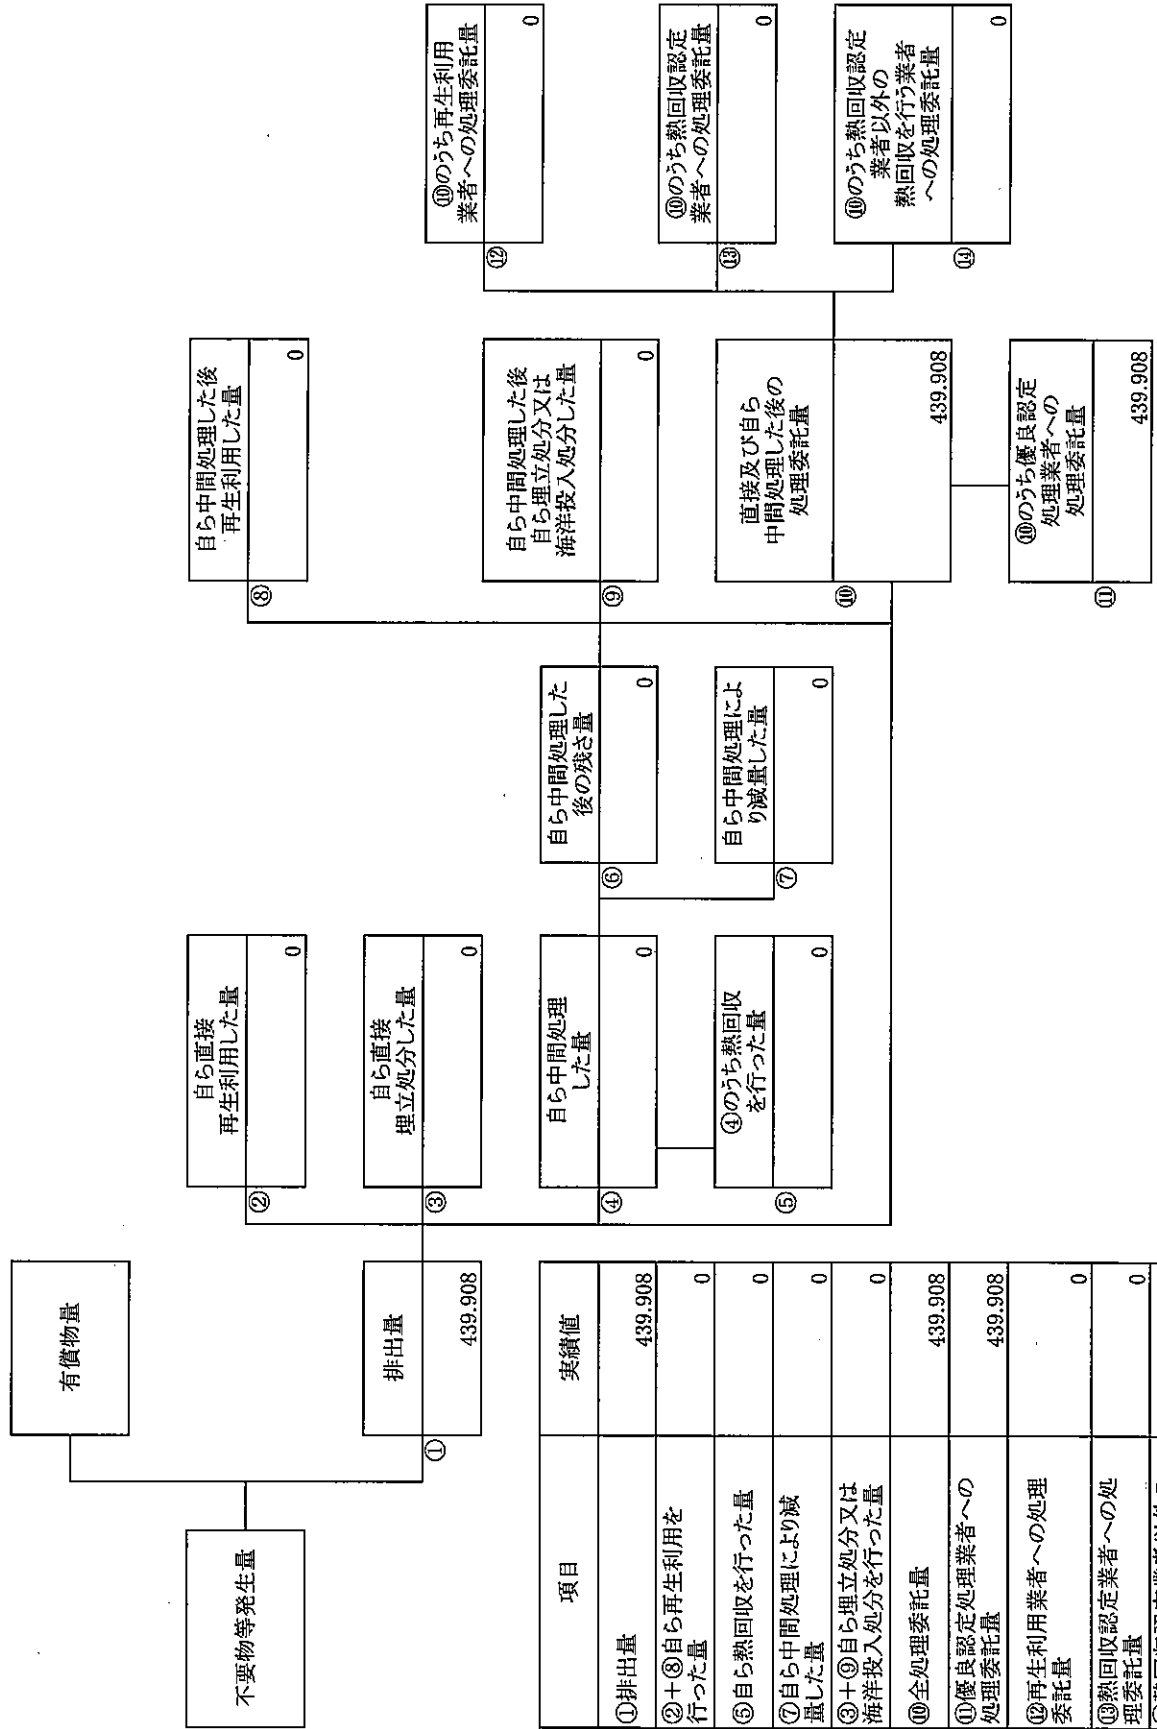 不要物等発生量
有償物量
①
排出量
439.908
②
自ら直接
再生利用した量
0
③
自ら直接
埋立処分した量
0
④
自ら中間処理
した量
0
⑤
④のうち熱回収
を行った量
0
⑥
自ら中間処理した
後の残さ量
0
⑦
自ら中間処理によ
り減量した量
0
⑧
自ら中間処理した後
再生利用した量
0
⑨
自ら中間処理した後
自ら埋立処分又は
海洋投入処分した量
0
⑩
直接及び自ら
中間処理した後の
処理委託量
439.908
⑪
⑩のうち優良認定
処理業者への
処理委託量
439.908
⑫
⑩のうち再生利用
業者への処理委託量
0
⑬
⑩のうち熱回収認定
業者への処理委託量
0
⑭
⑩のうち熱回収認定
業者以外の
熱回収を行う業者
への処理委託量
0
項目 実績値
①排出量 439.908
②+⑧自ら再生利用を
行った量 0
⑤自ら熱回収を行った量 0
⑦自ら中間処理により減
量した量 0
③+⑨自ら埋立処分又は
海洋投入処分を行った量 0
⑩全処理委託量 439.908
⑪優良認定処理業者への
処理委託量 439.908
⑫再生利用業者への処理
委託量 0
⑬熱回収認定業者への処
理委託量 0